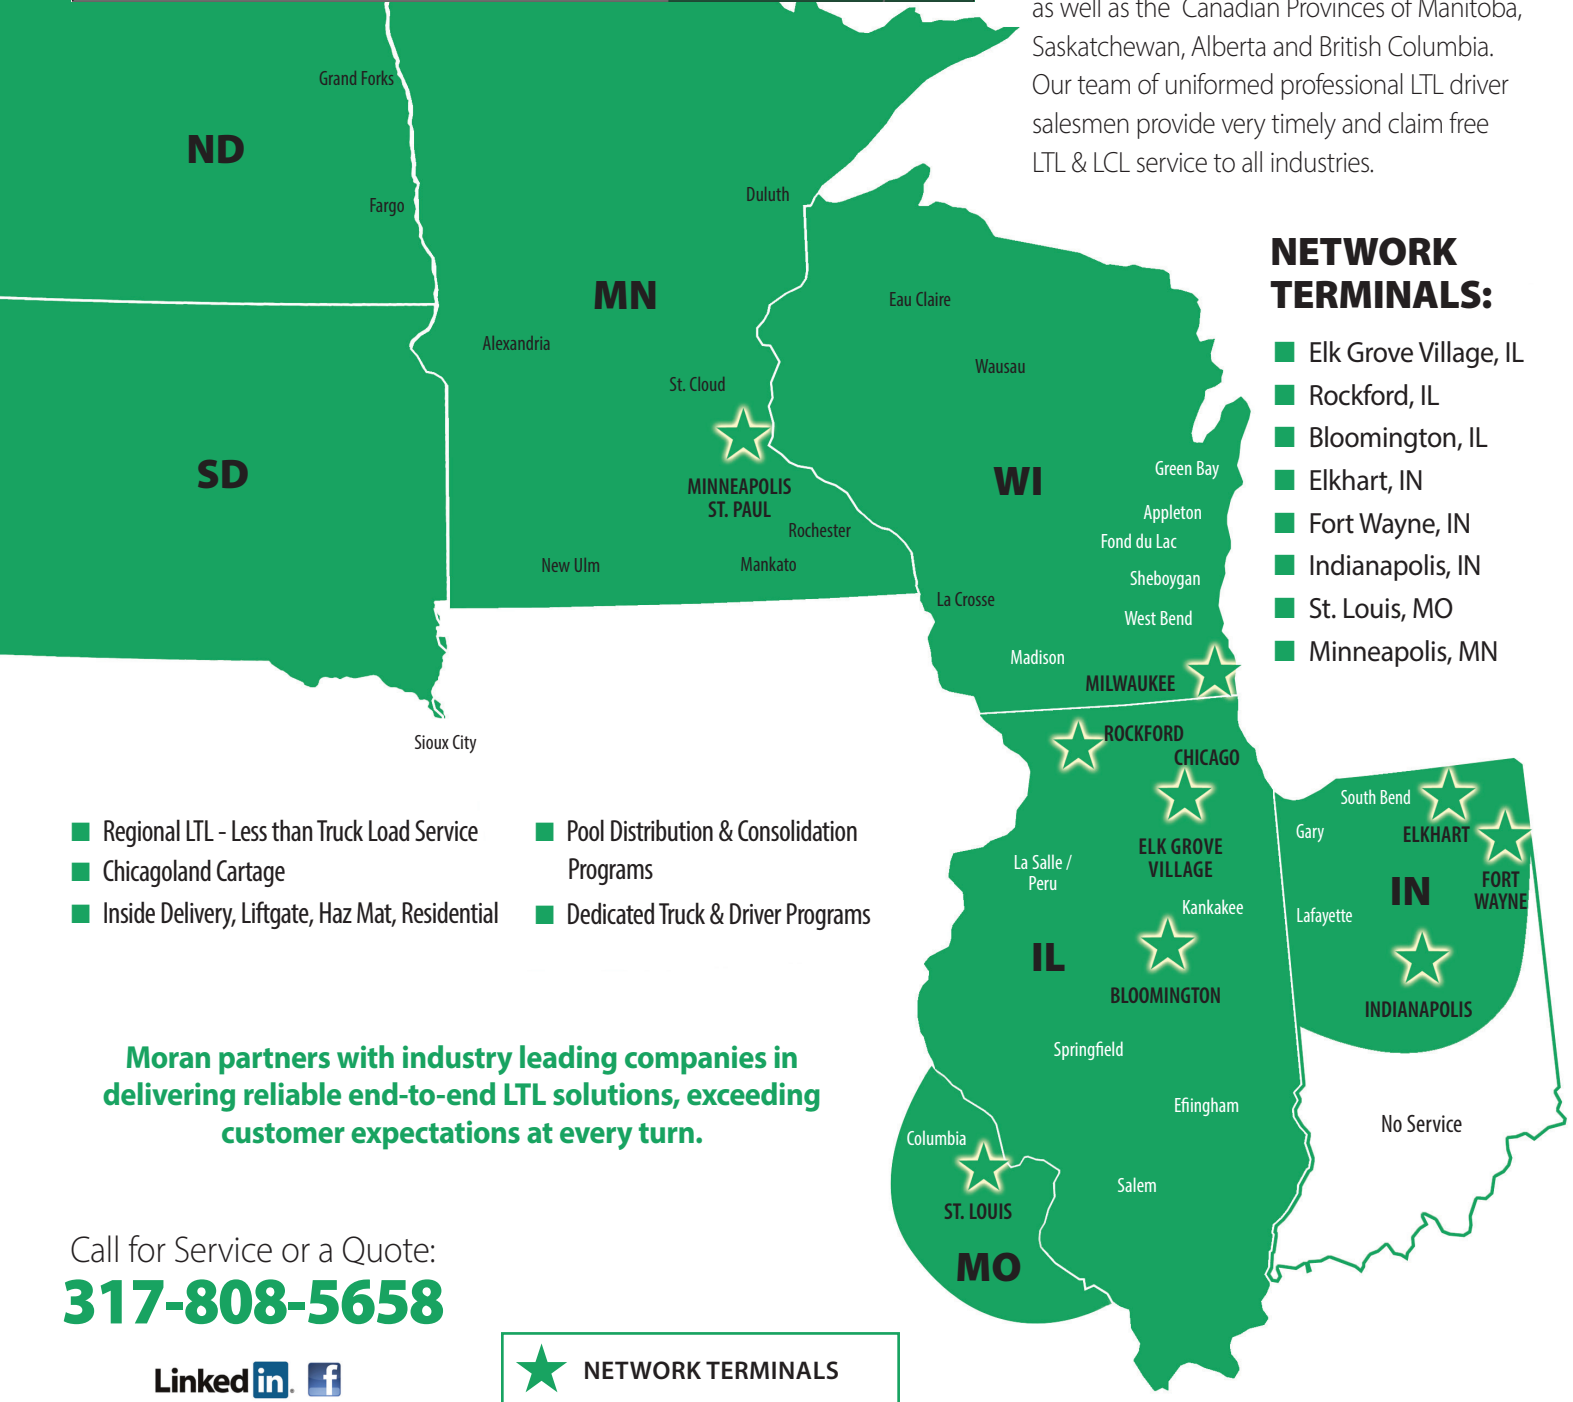 as well as the Canadian Provinces of Manitoba,
Saskatchewan, Alberta and British Columbia.
Our team of uniformed professional LTL driver
salesmen provide very timely and claim free
LTL & LCL service to all industries.
NETWORK
TERMINALS:
Elk Grove Village, IL
Rockford, IL
Bloomington, IL
Elkhart, IN
Fort Wayne, IN
Indianapolis, IN
St. Louis, MO
Minneapolis, MN
Grand Forks
ND
Fargo
SD
Sioux City
Duluth
MN
Alexandria
St. Cloud
MINNEAPOLIS
ST. PAUL
Rochester
New Ulm
Mankato
Eau Claire
Wausau
WI
Green Bay
Appleton
Fond du Lac
Sheboygan
La Crosse
West Bend
Madison
MILWAUKEE
ROCKFORD
CHICAGO
ELK GROVE
VILLAGE
La Salle /
Peru
Kankakee
IL
BLOOMINGTON
Springfield
Efiingham
Salem
South Bend
Gary
ELKHART
FORT
WAYNE
IN
Lafayette
INDIANAPOLIS
No Service
Columbia
ST. LOUIS
MO
Regional LTL - Less than Truck Load Service
Chicagoland Cartage
Inside Delivery, Liftgate, Haz Mat, Residential
Pool Distribution & Consolidation
Programs
Dedicated Truck & Driver Programs
Moran partners with industry leading companies in
delivering reliable end-to-end LTL solutions, exceeding
customer expectations at every turn.
Call for Service or a Quote:
317-808-5658
Linked in.
f
NETWORK TERMINALS